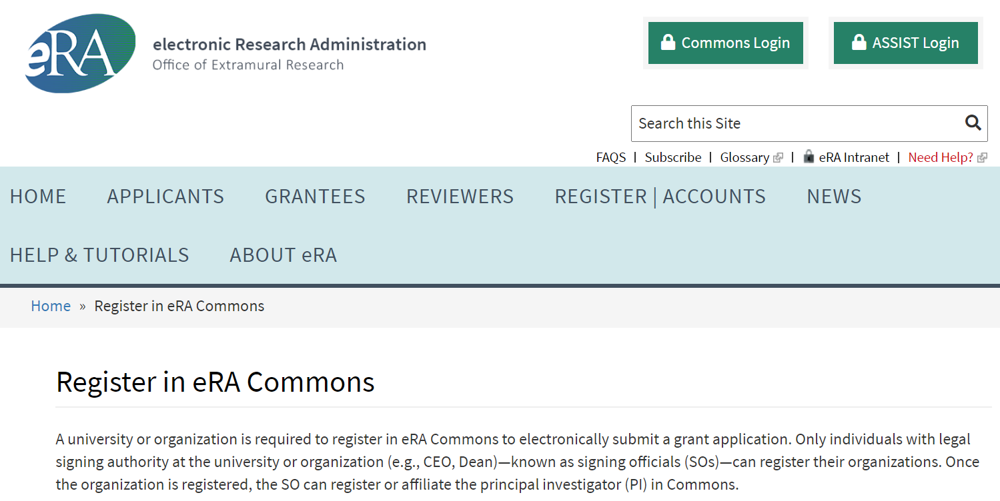 eRA
electronic Research Administration
Office of Extramural Research
Commons Login
ASSIST Login
Search this Site
FAQS | Subscribe | Glossary | eRA Intranet | Need Help?
HOME APPLICANTS GRANTEES REVIEWERS REGISTER | ACCOUNTS NEWS
HELP & TUTORIALS ABOUT eRA
Home » Register in eRA Commons
Register in eRA Commons
A university or organization is required to register in eRA Commons to electronically submit a grant application. Only individuals with legal
signing authority at the university or organization (e.g., CEO, Dean)—known as signing officials (SOs)—can register their organizations. Once
the organization is registered, the SO can register or affiliate the principal investigator (PI) in Commons.